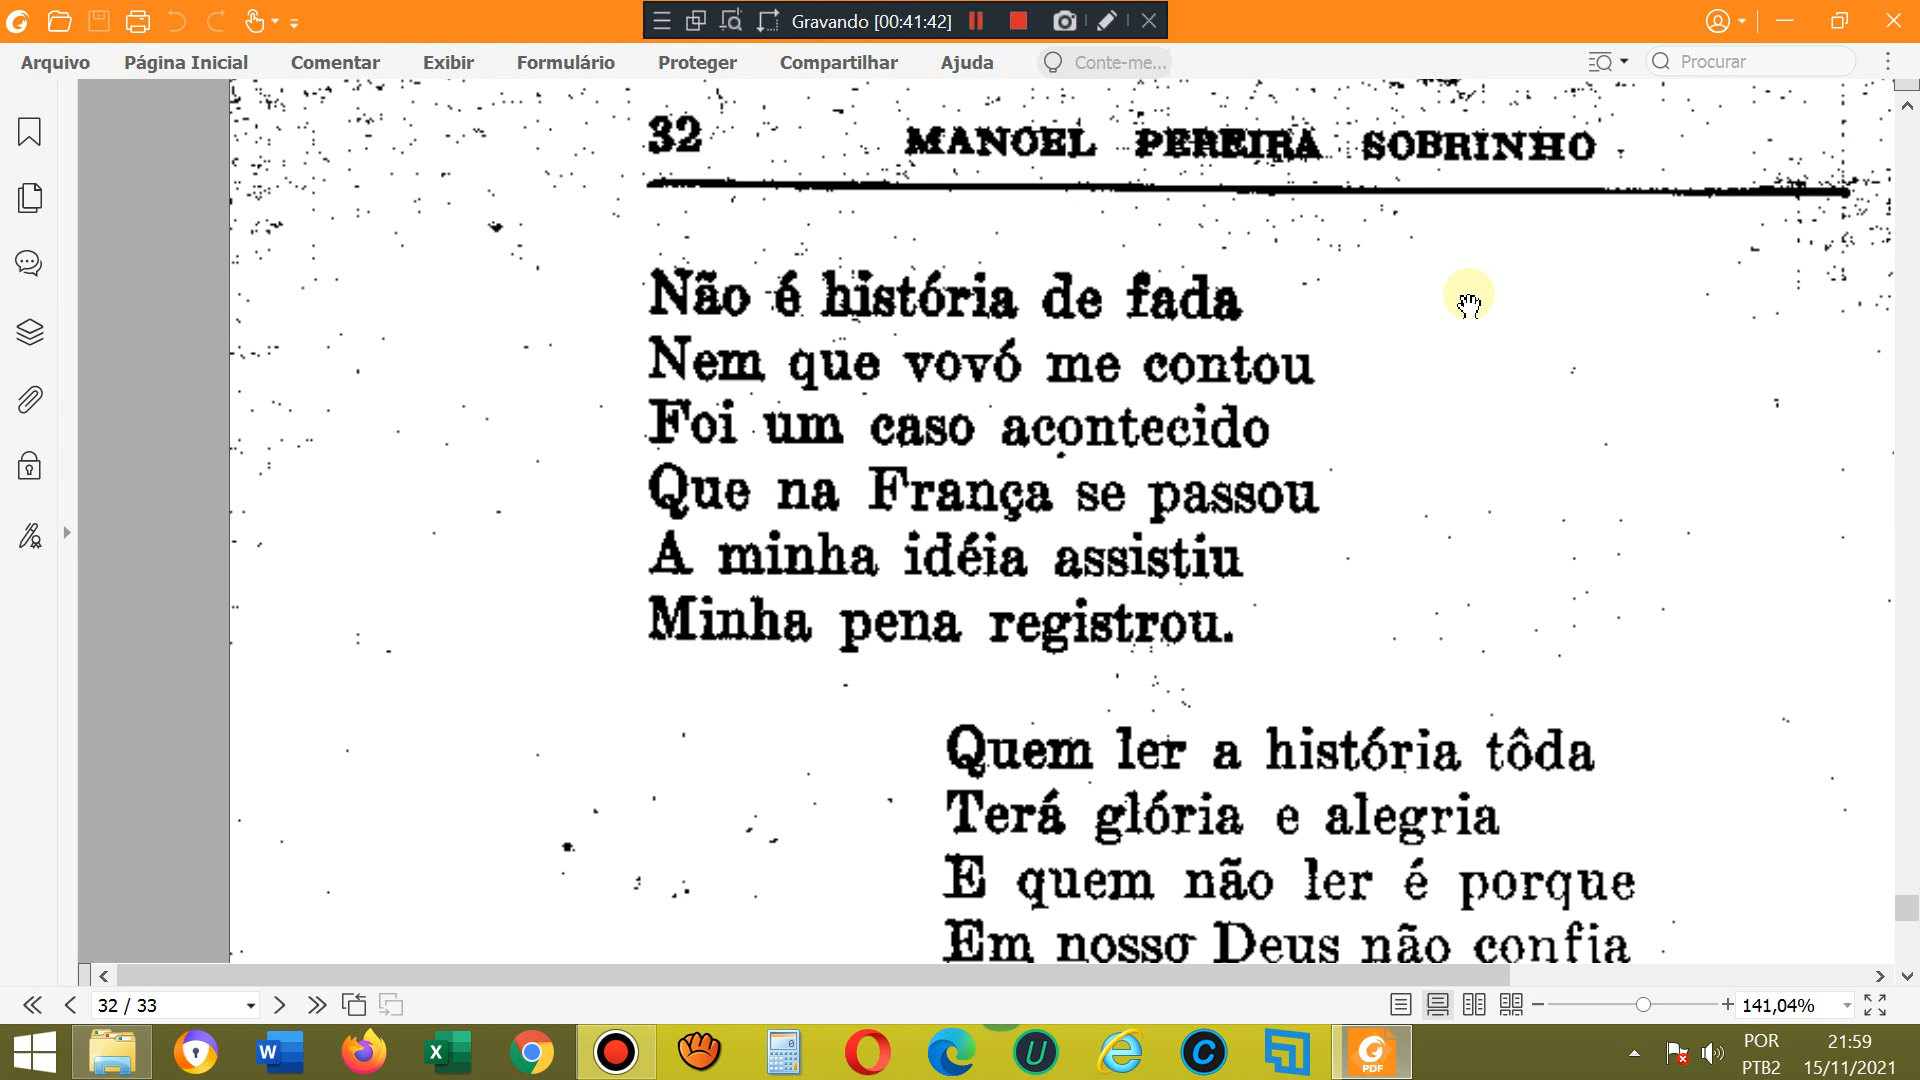 Gravando [00:41:42]
Arquivo Página Inicial Comentar Exibir Formulário Proteger Compartilhar Ajuda Conte-me... Procurar
32 MANOEL PEREIRA SOBRINHO
Não é história de fada
Nem que vovó me contou
Foi um caso acontecido
Que na França se passou
A minha idéia assistiu
Minha pena registrou.
Quem ler a história tôda
Terá glória e alegria
E quem não ler é porque
Em nosso Deus não confia
32 / 33
141,04%
POR
PTB2
21:59
15/11/2021
PDF